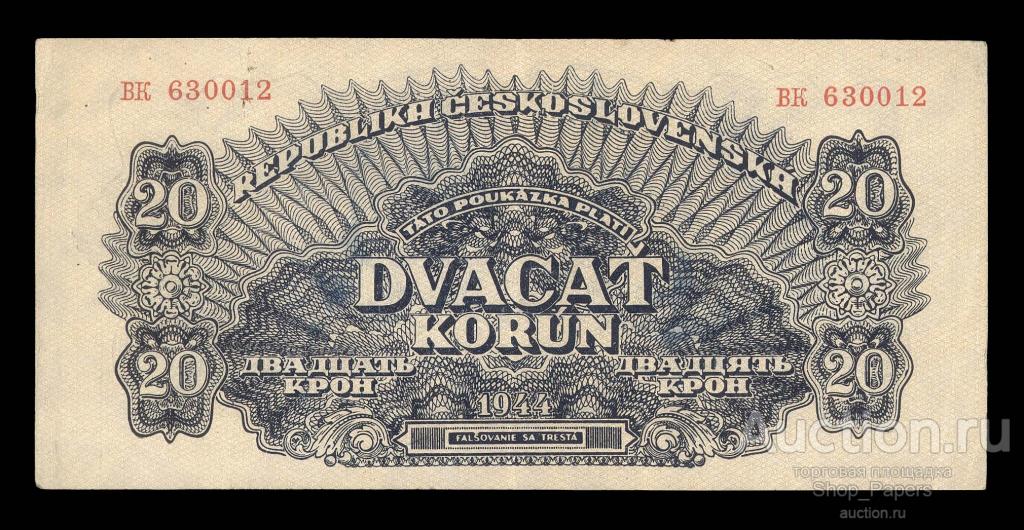 ВК 630012
ВК 630012
REPUBLIKA ČESKOSLOVENSKA
20
20
TÁTO POUKÁZKA PLATÍ
DVACAŤ
KORÚN
ДВАДЦАТЬ
КРОН
ДВАДЦЯТЬ
КРОН
20
20
1944
FALŠOVANIE SA TRESTÁ
Auction.ru
торговая площадка
Shop_Papers
auction.ru